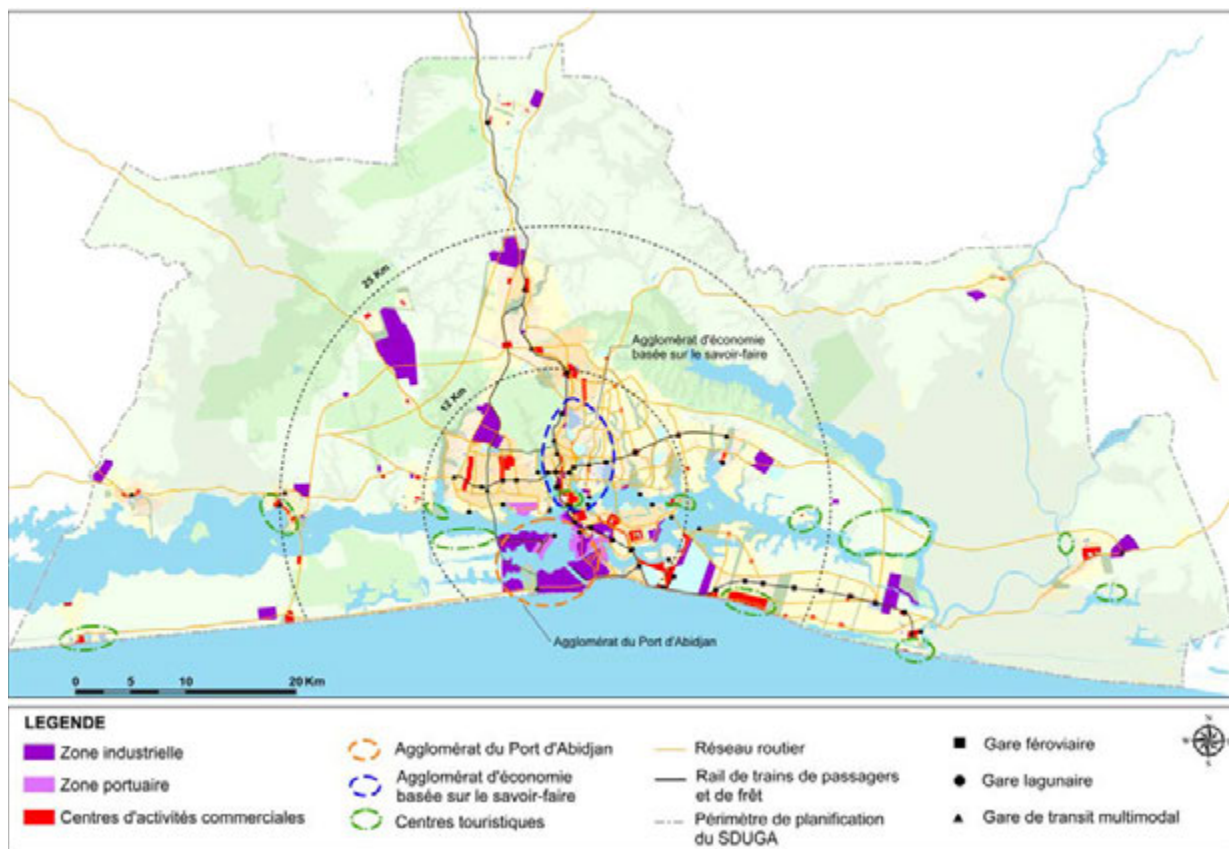 25 Km
Agglomérat d'économie
basée sur le savoir-faire
12 Km
Agglomérat du Port d'Abidjan
0 5 10 20 Km
LEGENDE
Zone industrielle
Zone portuaire
Centres d'activités commerciales
Agglomérat du Port d'Abidjan
Agglomérat d'économie
basée sur le savoir-faire
Centres touristiques
Réseau routier
Rail de trains de passagers
et de frêt
Périmètre de planification
du SDUGA
Gare féroviaire
Gare lagunaire
Gare de transit multimodal
N
W
E
S